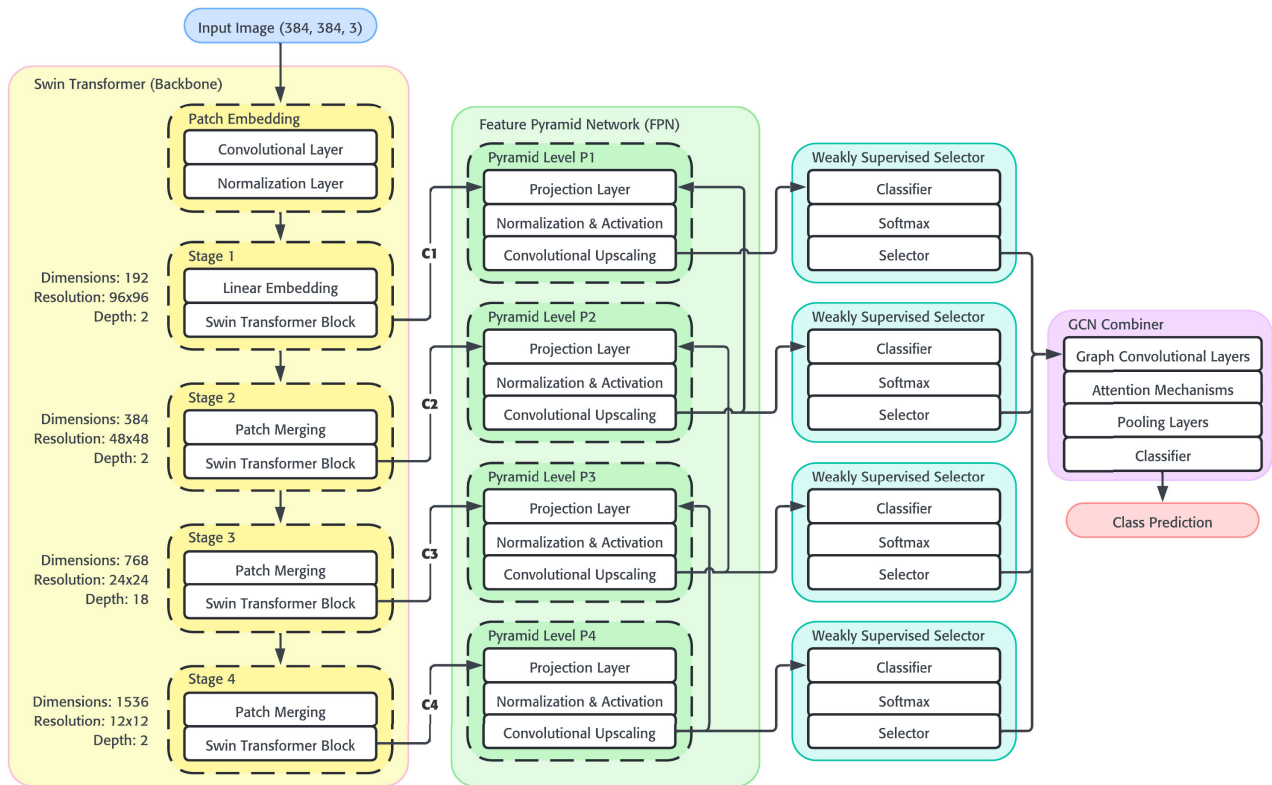 Input Image (384, 384, 3)
Swin Transformer (Backbone)
Patch Embedding
Convolutional Layer
Normalization Layer
Stage 1
Dimensions: 192
Resolution: 96x96
Depth: 2
Linear Embedding
Swin Transformer Block
Stage 2
Dimensions: 384
Resolution: 48x48
Depth: 2
Patch Merging
Swin Transformer Block
Stage 3
Dimensions: 768
Resolution: 24x24
Depth: 18
Patch Merging
Swin Transformer Block
Stage 4
Dimensions: 1536
Resolution: 12x12
Depth: 2
Patch Merging
Swin Transformer Block
C1
C2
C3
C4
Feature Pyramid Network (FPN)
Pyramid Level P1
Projection Layer
Normalization & Activation
Convolutional Upscaling
Pyramid Level P2
Projection Layer
Normalization & Activation
Convolutional Upscaling
Pyramid Level P3
Projection Layer
Normalization & Activation
Convolutional Upscaling
Pyramid Level P4
Projection Layer
Normalization & Activation
Convolutional Upscaling
Weakly Supervised Selector
Classifier
Softmax
Selector
Weakly Supervised Selector
Classifier
Softmax
Selector
Weakly Supervised Selector
Classifier
Softmax
Selector
Weakly Supervised Selector
Classifier
Softmax
Selector
GCN Combiner
Graph Convolutional Layers
Attention Mechanisms
Pooling Layers
Classifier
Class Prediction